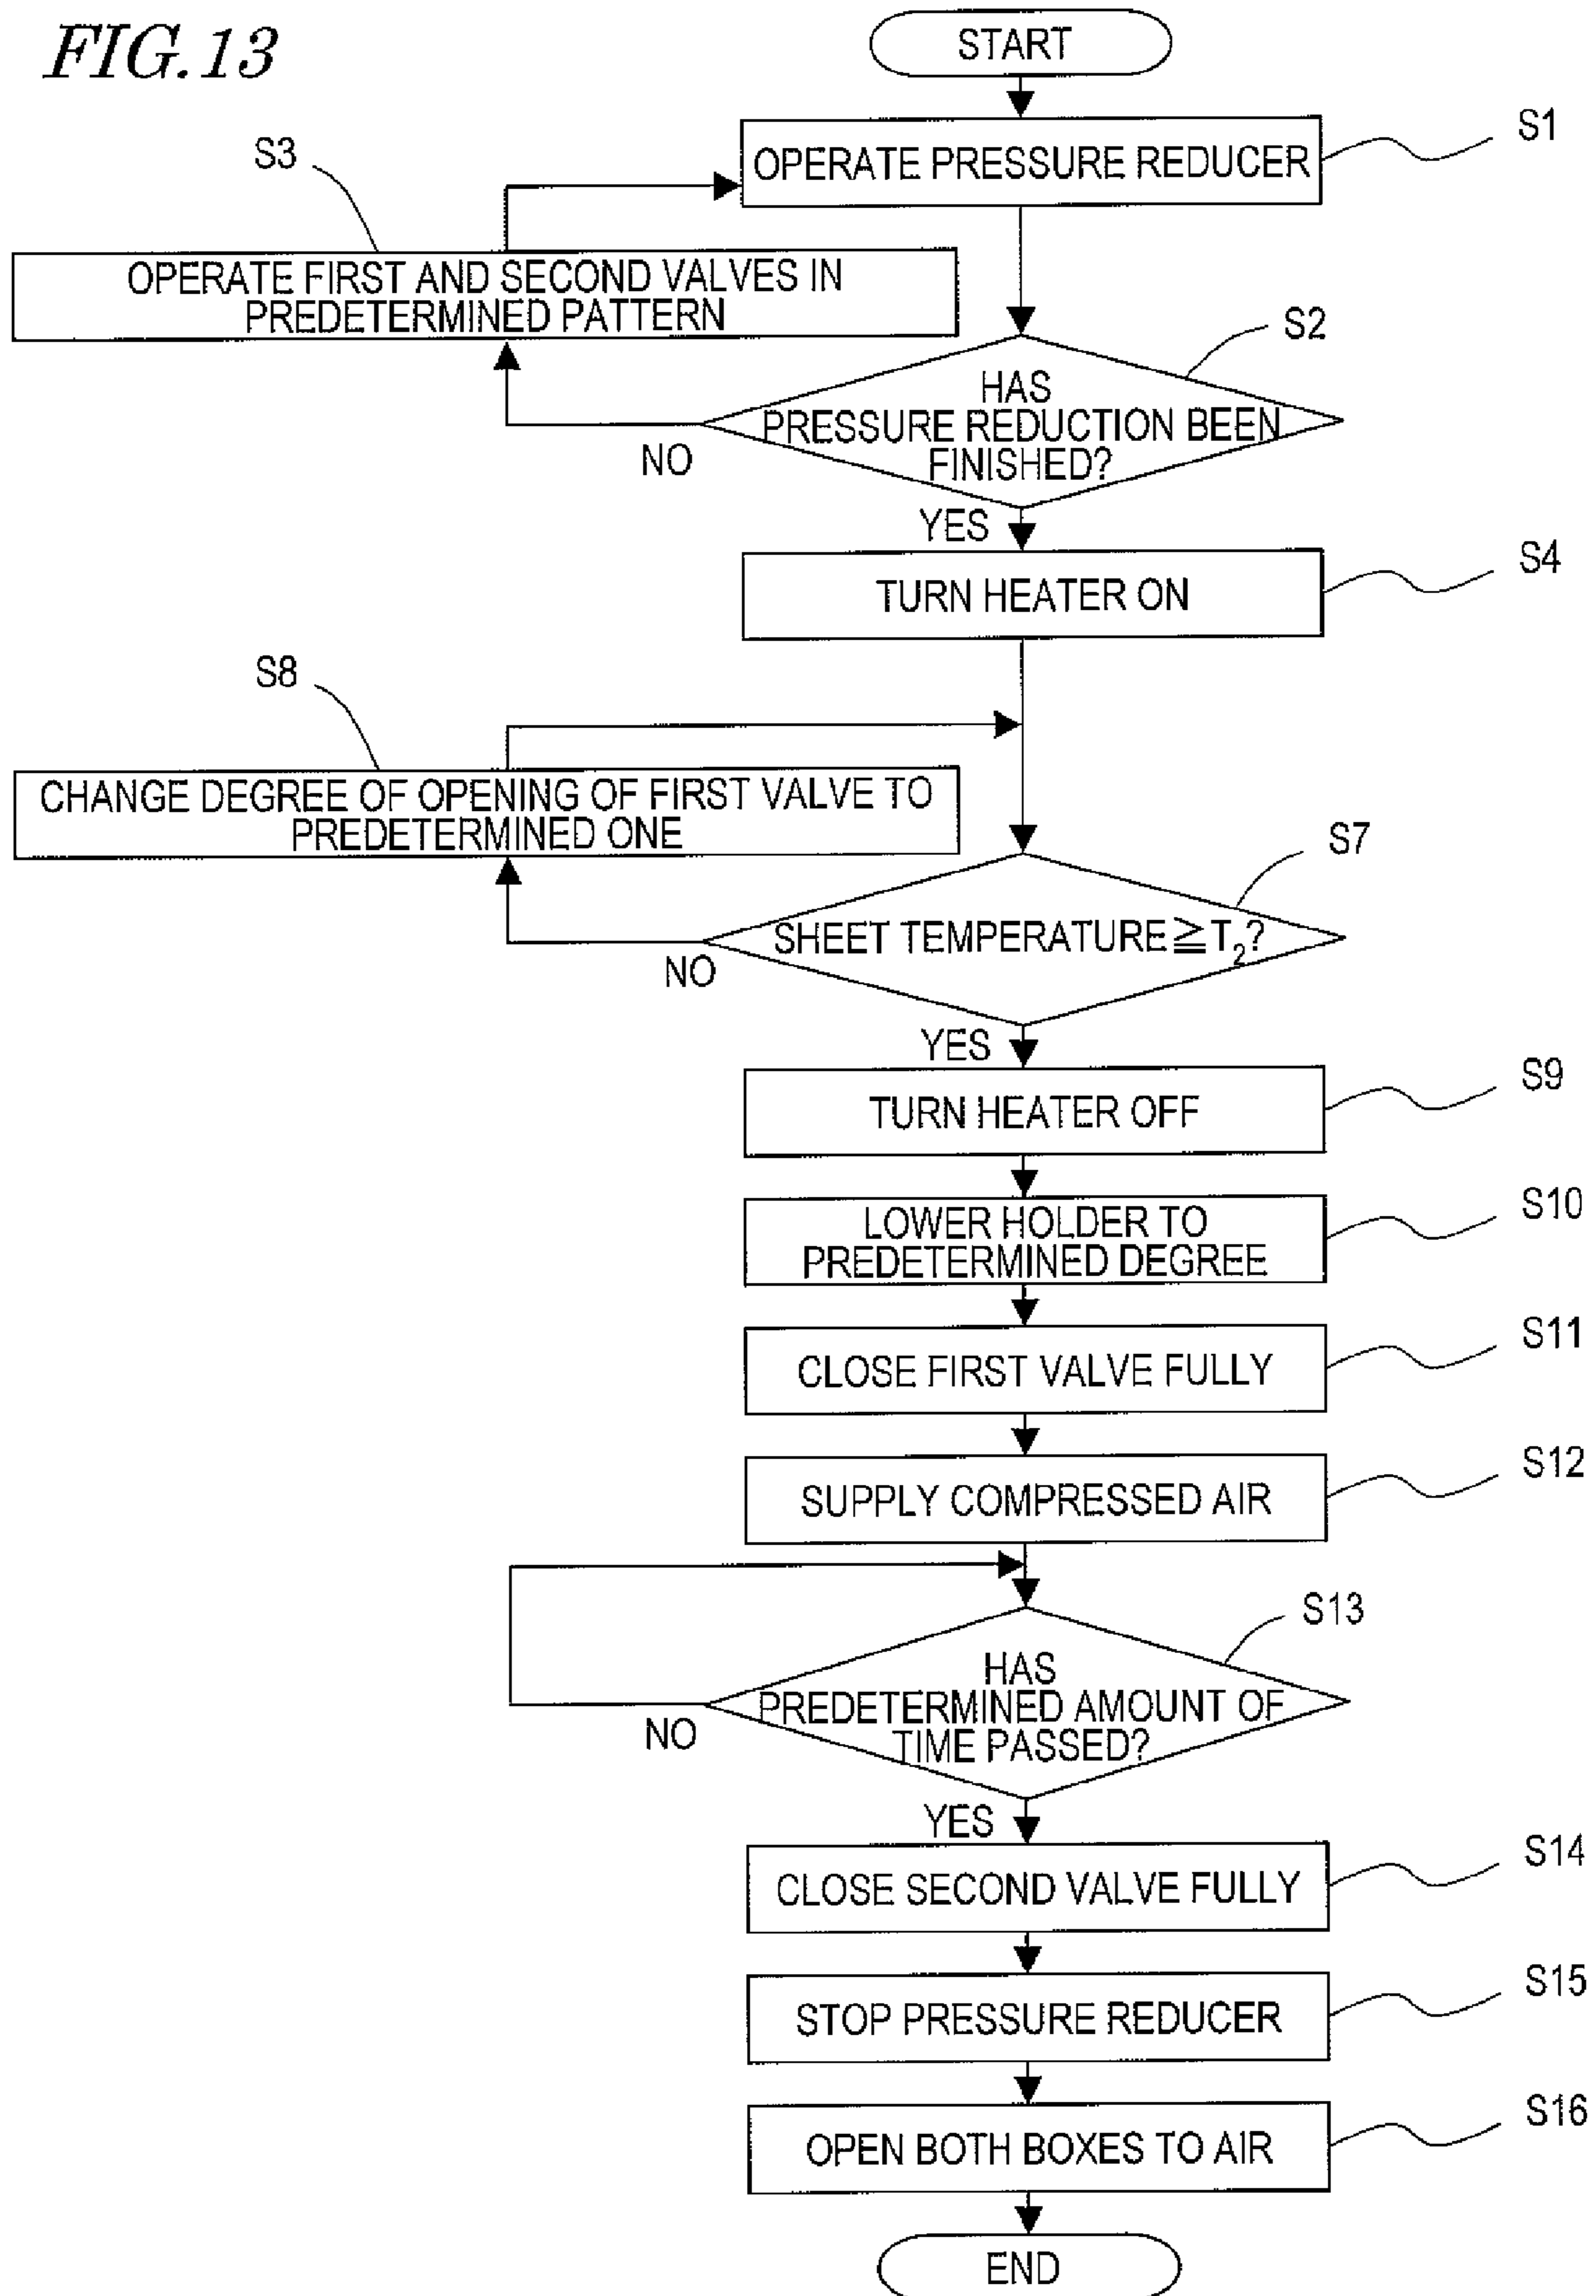 FIG.13
START
S1
OPERATE PRESSURE REDUCER
S3
OPERATE FIRST AND SECOND VALVES IN
PREDETERMINED PATTERN
S2
HAS
PRESSURE REDUCTION BEEN
FINISHED?
NO
YES
S4
TURN HEATER ON
S8
CHANGE DEGREE OF OPENING OF FIRST VALVE TO
PREDETERMINED ONE
S7
SHEET TEMPERATURE≧T₂?
NO
YES
S9
TURN HEATER OFF
S10
LOWER HOLDER TO
PREDETERMINED DEGREE
S11
CLOSE FIRST VALVE FULLY
S12
SUPPLY COMPRESSED AIR
S13
HAS
PREDETERMINED AMOUNT OF
TIME PASSED?
NO
YES
S14
CLOSE SECOND VALVE FULLY
S15
STOP PRESSURE REDUCER
S16
OPEN BOTH BOXES TO AIR
END